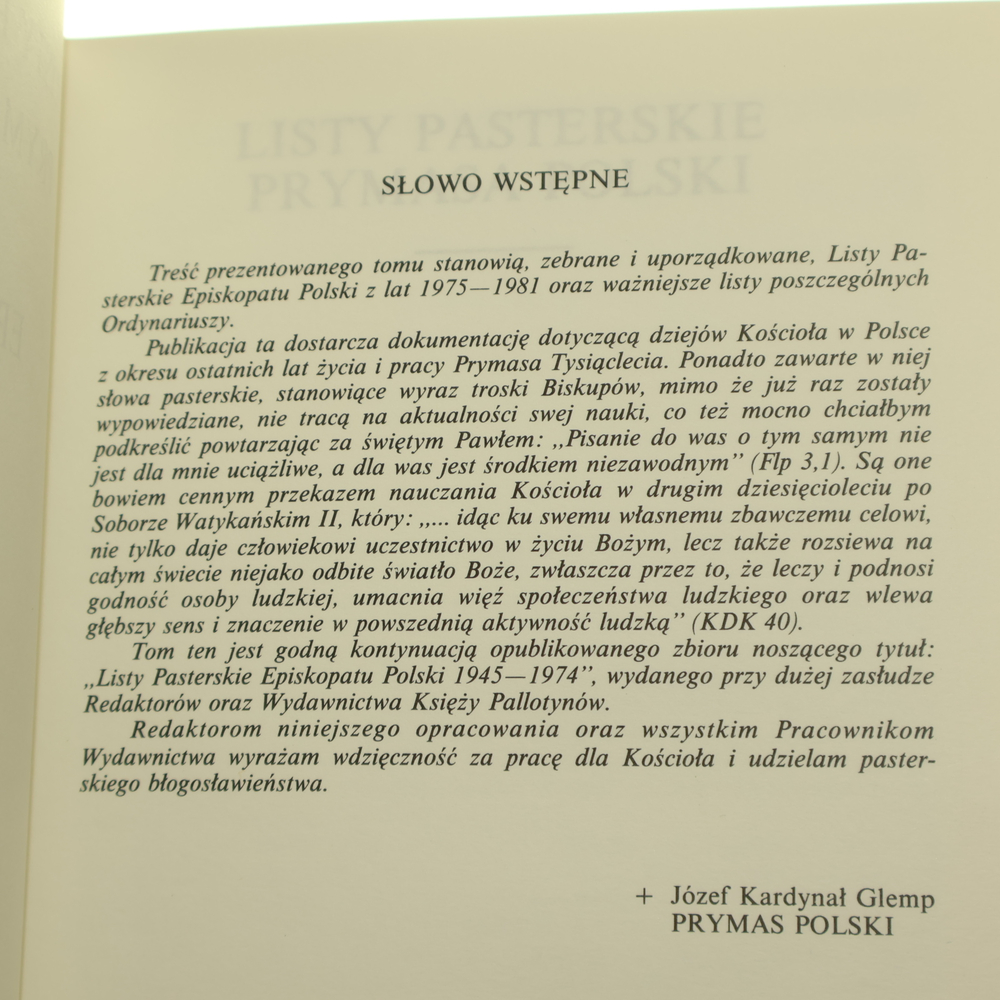 LISTY PASTERSKIE
PRYMASA POLSKI
SŁOWO WSTĘPNE
Treść prezentowanego tomu stanowią, zebrane i uporządkowane, Listy Pa-
sterskie Episkopatu Polski z lat 1975—1981 oraz ważniejsze listy poszczególnych
Ordynariuszy.
Publikacja ta dostarcza dokumentację dotyczącą dziejów Kościoła w Polsce
z okresu ostatnich lat życia i pracy Prymasa Tysiąclecia. Ponadto zawarte w niej
słowa pasterskie, stanowiące wyraz troski Biskupów, mimo że już raz zostały
wypowiedziane, nie tracą na aktualności swej nauki, co też mocno chciałbym
podkreślić powtarzając za świętym Pawłem: ,,Pisanie do was o tym samym nie
jest dla mnie uciążliwe, a dla was jest środkiem niezawodnym” (Flp 3,1). Są one
bowiem cennym przekazem nauczania Kościoła w drugim dziesięcioleciu po
Soborze Watykańskim II, który: ,,... idąc ku swemu własnemu zbawczemu celowi,
nie tylko daje człowiekowi uczestnictwo w życiu Bożym, lecz także rozsiewa na
całym świecie niejako odbite światło Boże, zwłaszcza przez to, że leczy i podnosi
godność osoby ludzkiej, umacnia więź społeczeństwa ludzkiego oraz wlewa
głębszy sens i znaczenie w powszednią aktywność ludzką” (KDK 40).
Tom ten jest godną kontynuacją opublikowanego zbioru noszącego tytuł:
,,Listy Pasterskie Episkopatu Polski 1945—1974”, wydanego przy dużej zasłudze
Redaktorów oraz Wydawnictwa Księży Pallotynów.
Redaktorom niniejszego opracowania oraz wszystkim Pracownikom
Wydawnictwa wyrażam wdzięczność za pracę dla Kościoła i udzielam paster-
skiego błogosławieństwa.
+ Józef Kardynał Glemp
PRYMAS POLSKI